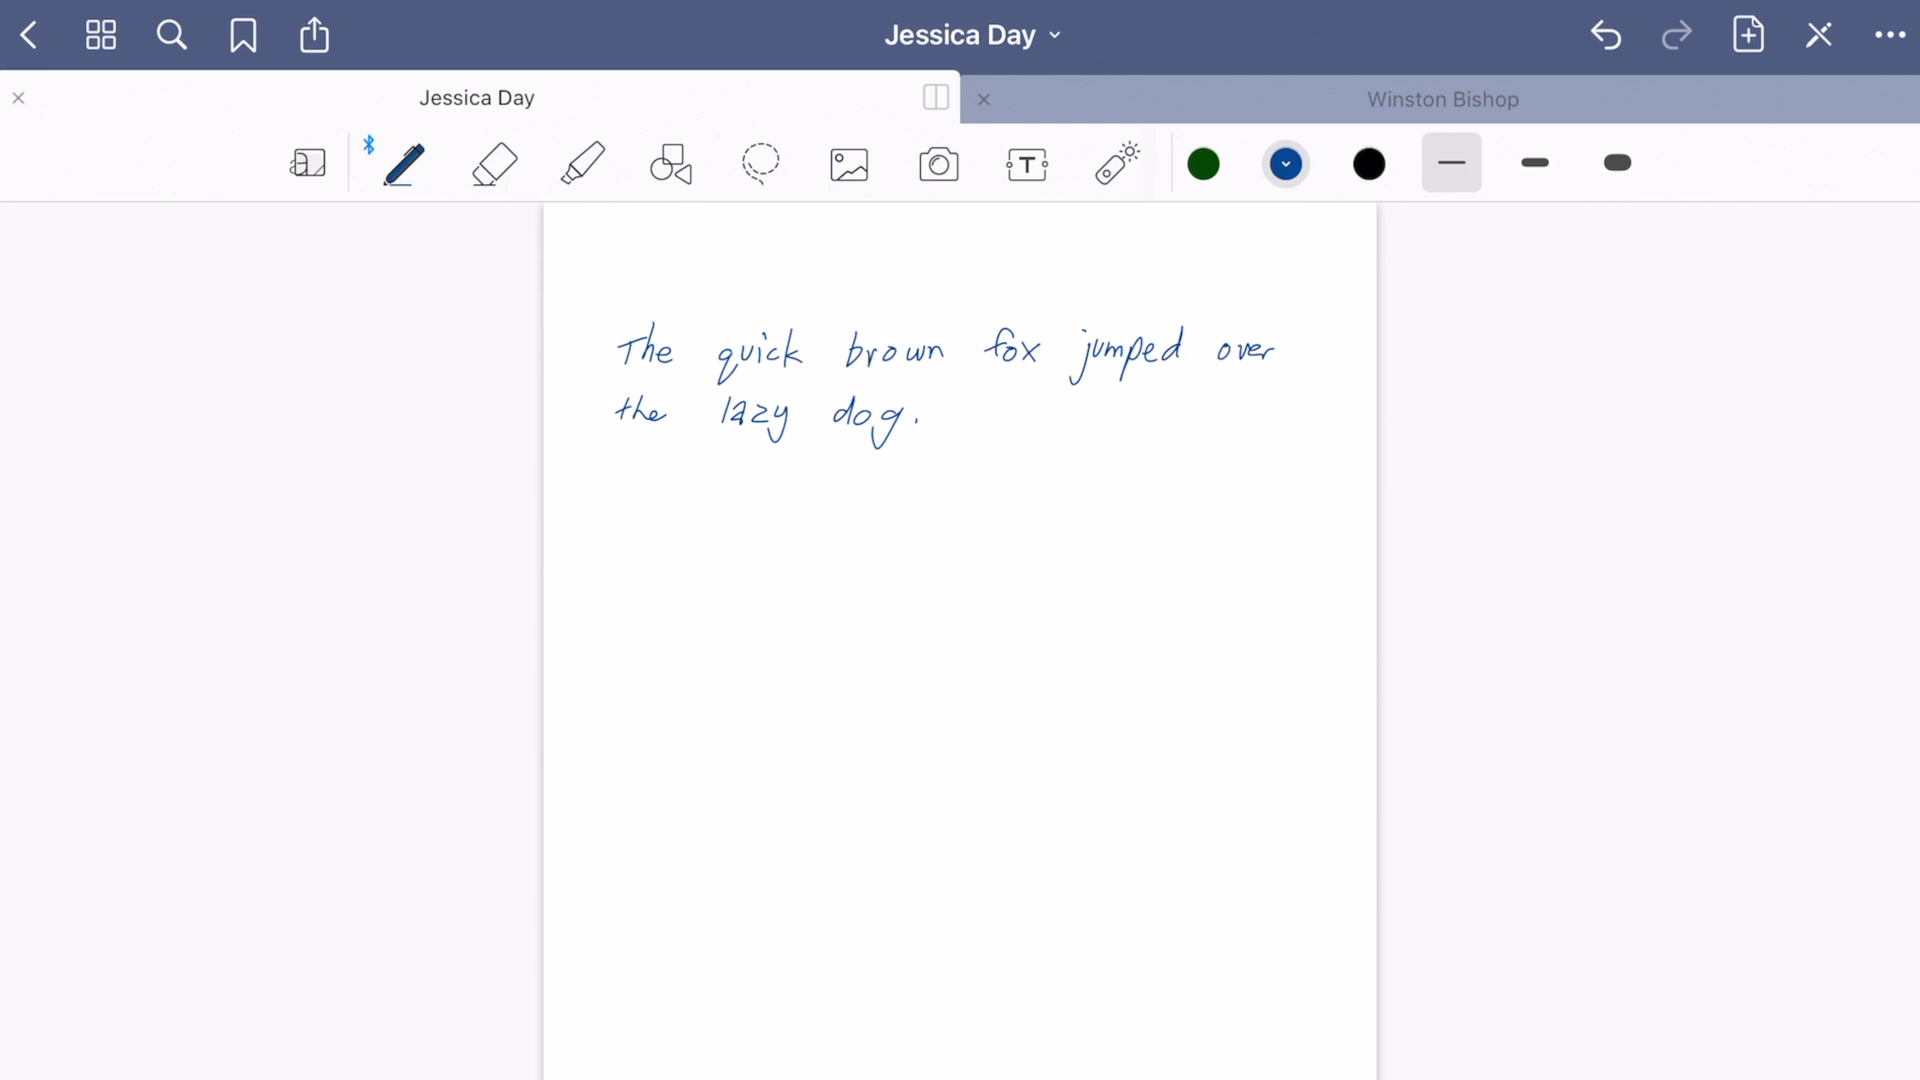 Jessica Day
Jessica Day
Winston Bishop
a
T
The quick brown fox jumped over
the lazy dog.